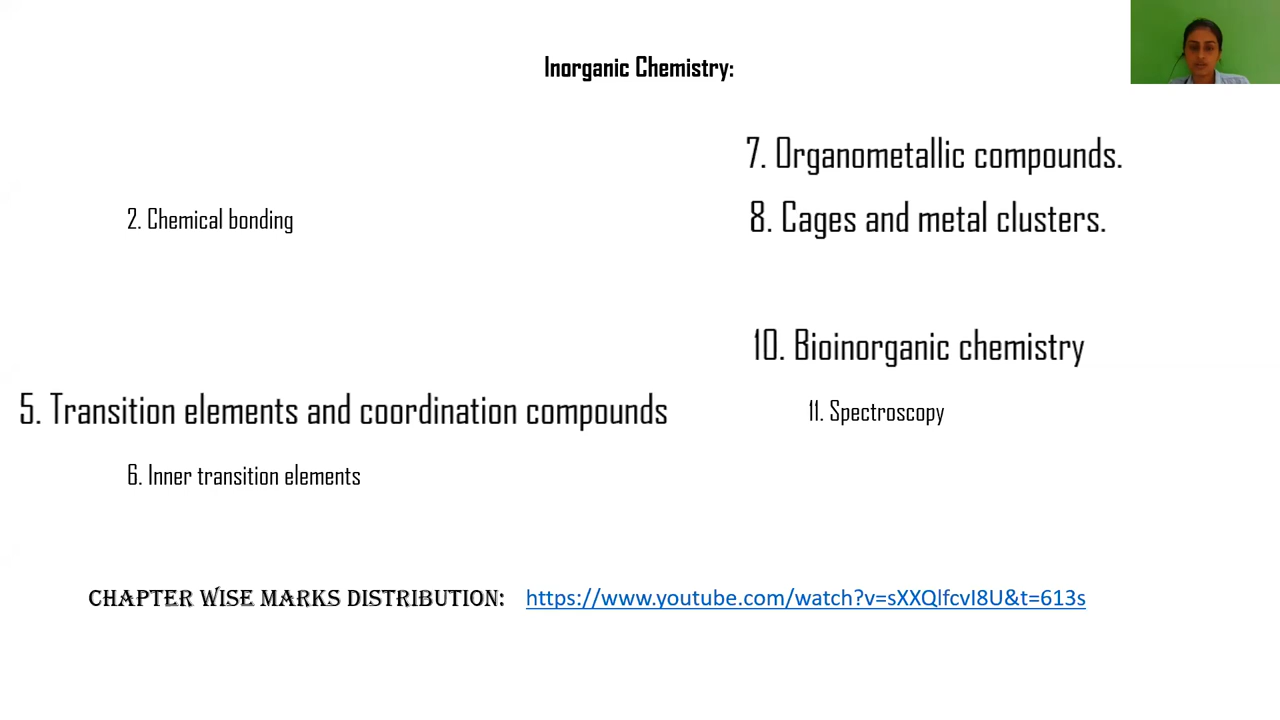 Inorganic Chemistry:
2. Chemical bonding
5. Transition elements and coordination compounds
6. Inner transition elements
7. Organometallic compounds.
8. Cages and metal clusters.
10. Bioinorganic chemistry
11. Spectroscopy
CHAPTER WISE MARKS DISTRIBUTION: https://www.youtube.com/watch?v=sXXQlfcvI8U&t=613s